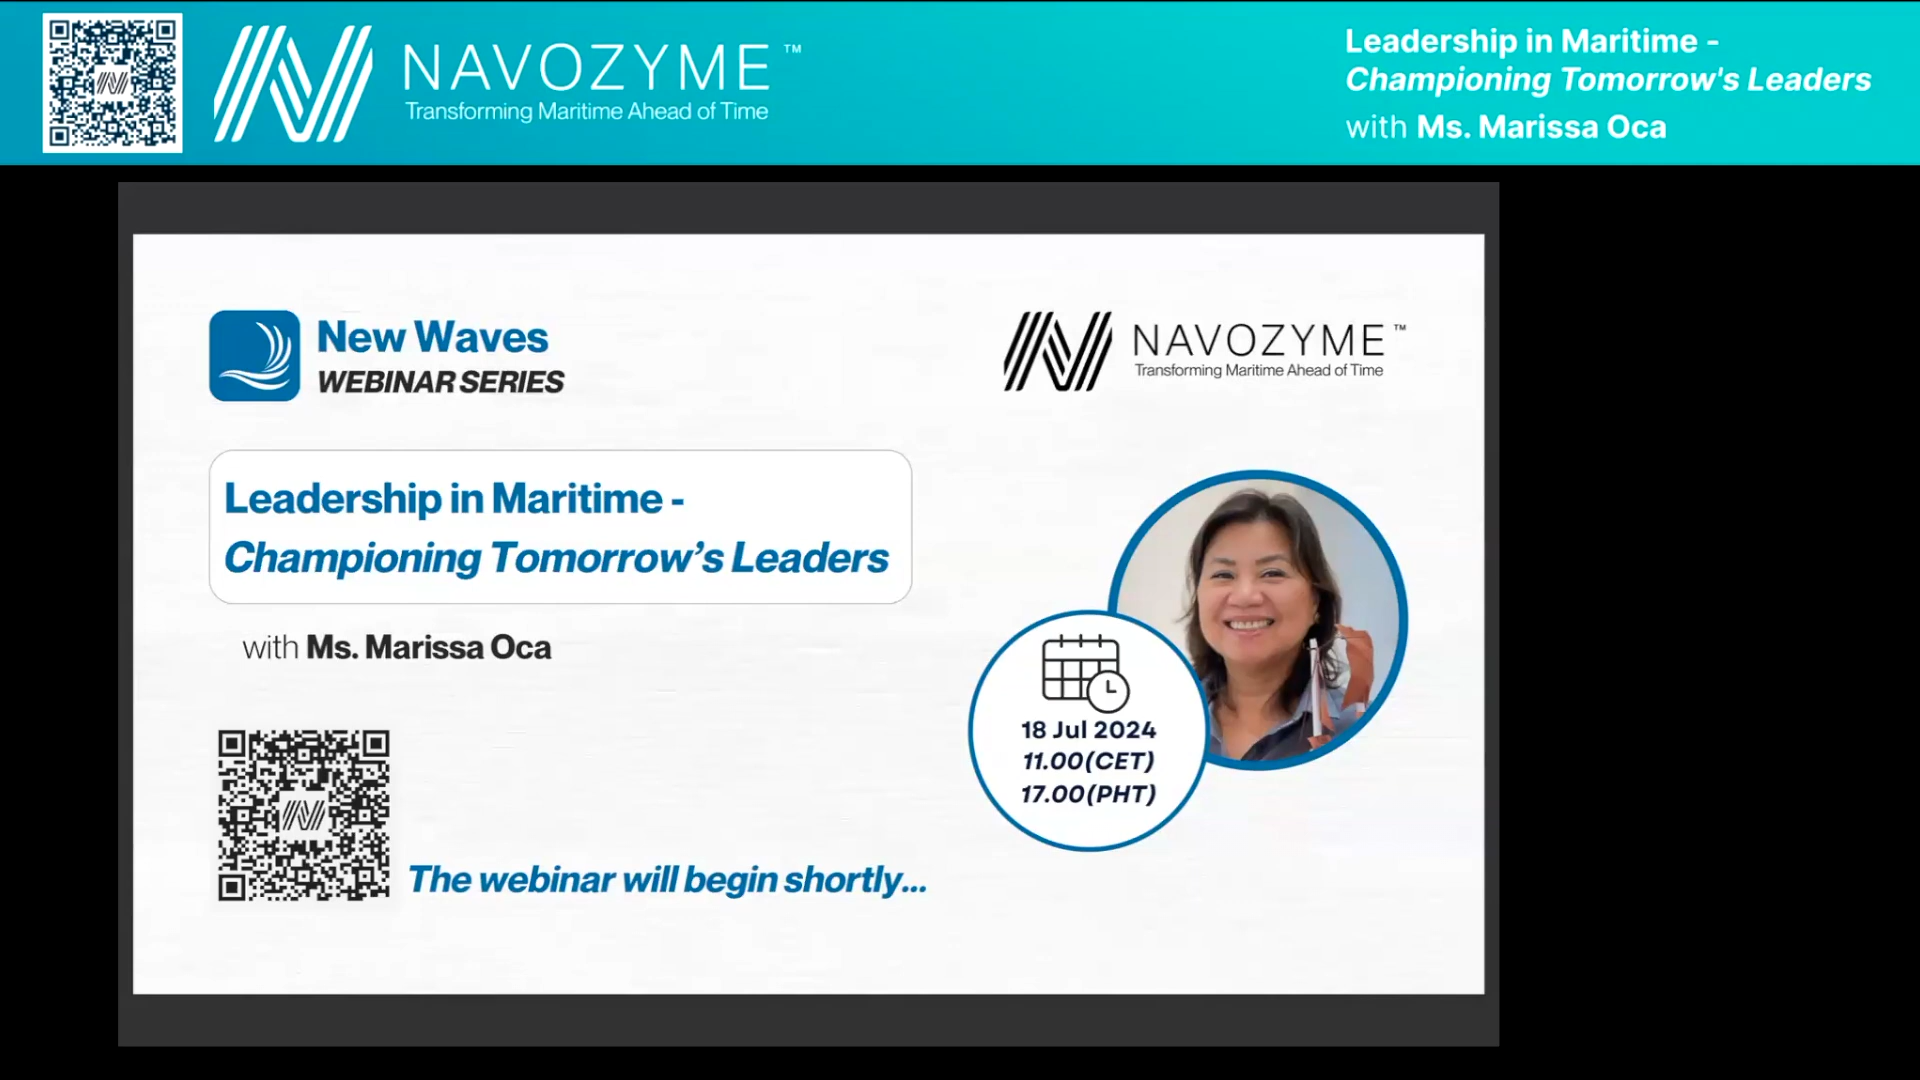 NAVOZYME™
Transforming Maritime Ahead of Time
Leadership in Maritime -
Championing Tomorrow's Leaders
with Ms. Marissa Oca
New Waves
WEBINAR SERIES
NAVOZYME™
Transforming Maritime Ahead of Time
Leadership in Maritime -
Championing Tomorrow’s Leaders
with Ms. Marissa Oca
18 Jul 2024
11.00(CET)
17.00(PHT)
The webinar will begin shortly...